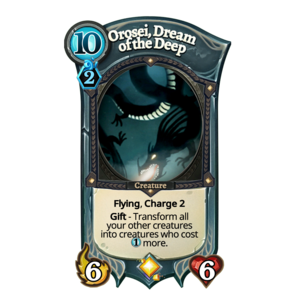 Orosei, Dream
of the Deep
10
2
Creature
Flying, Charge 2
Gift - Transform all
your other creatures
into creatures who cost
1 more.
6
6